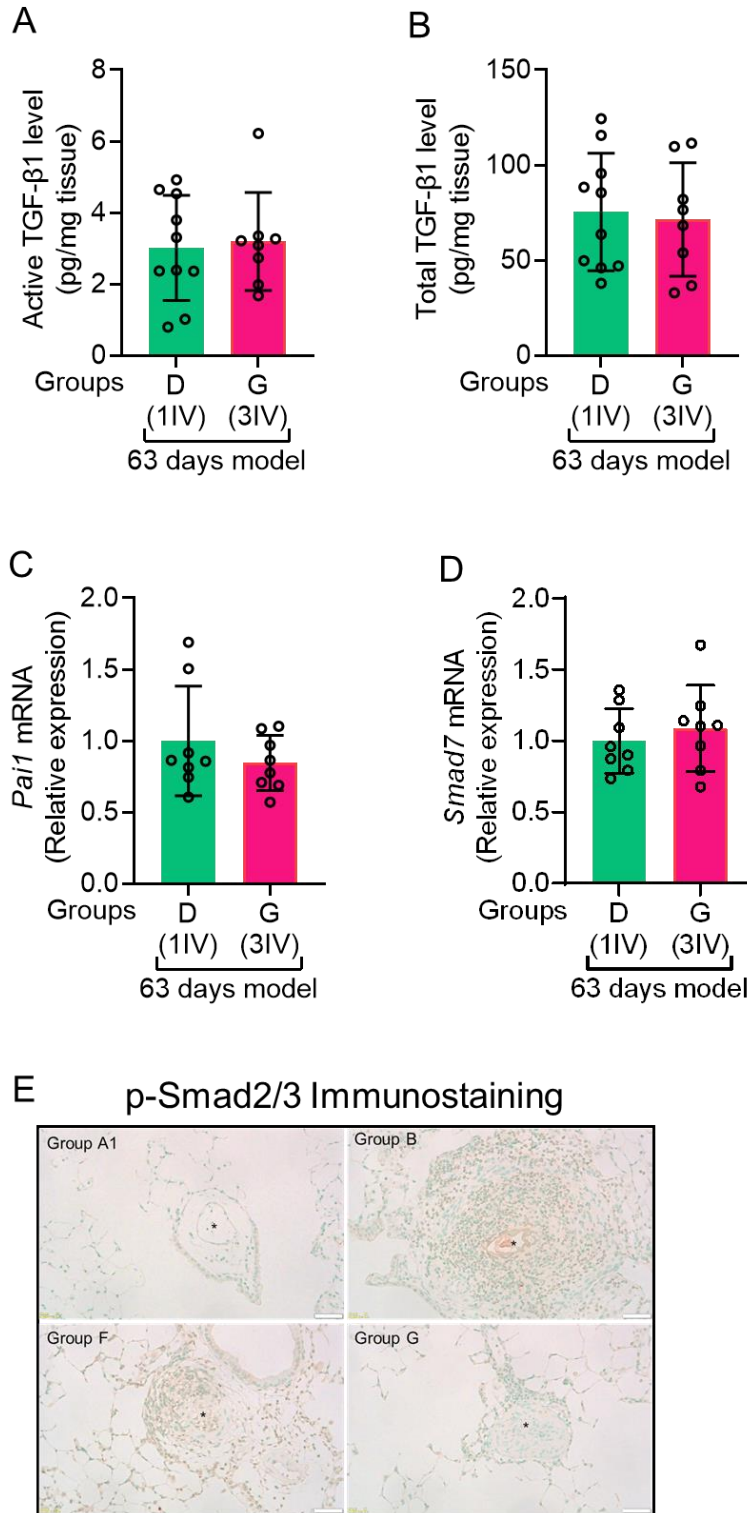 A
Active TGF-β1 level
(pg/mg tissue)
8
6
4
2
0
Groups
D
G
(1IV)
(3IV)
63 days model
B
Total TGF-β1 level
(pg/mg tissue)
150
100
50
0
Groups
D
G
(1IV)
(3IV)
63 days model
C
Pai1 mRNA
(Relative expression)
2.0
1.5
1.0
0.5
0.0
Groups
D
G
(1IV)
(3IV)
63 days model
D
Smad7 mRNA
(Relative expression)
2.0
1.5
1.0
0.5
0.0
Groups
D
G
(1IV)
(3IV)
63 days model
E
p-Smad2/3 Immunostaining
Group A1
*
Group B
*
Group F
*
Group G
*